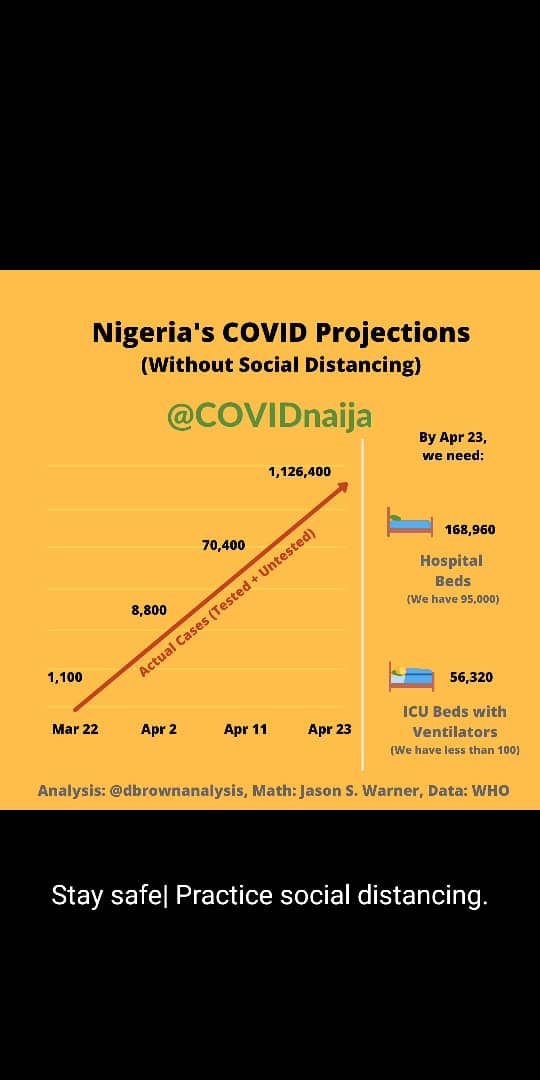 Nigeria's COVID Projections
(Without Social Distancing)
@COVIDnaija
By Apr 23,
we need:
1,126,400
70,400
8,800
1,100
Actual Cases (Tested + Untested)
Mar 22
Apr 2
Apr 11
Apr 23
168,960
Hospital
Beds
(We have 95,000)
56,320
ICU Beds with
Ventilators
(We have less than 100)
Analysis: @dbrownanalysis, Math: Jason S. Warner, Data: WHO
Stay safe| Practice social distancing.